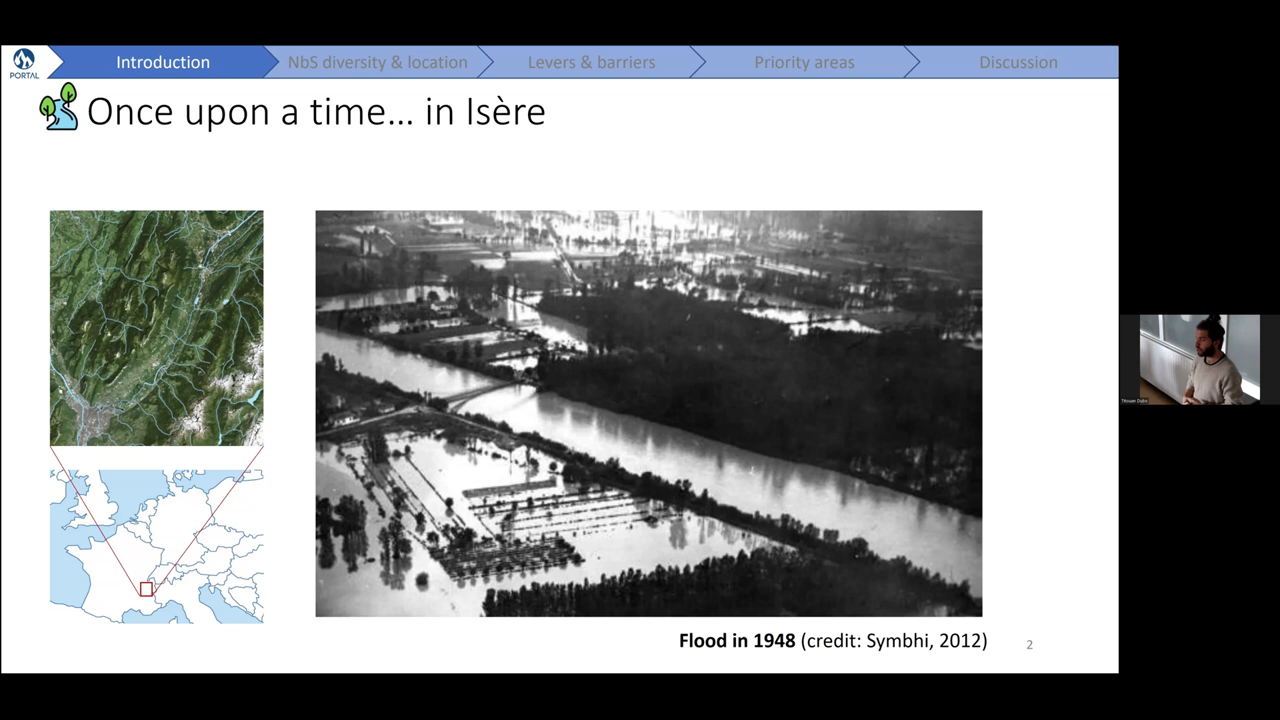 PORTAL
Introduction
NbS diversity & location
Levers & barriers
Priority areas
Discussion
Once upon a time... in Isère
Flood in 1948 (credit: Symbhi, 2012)
2